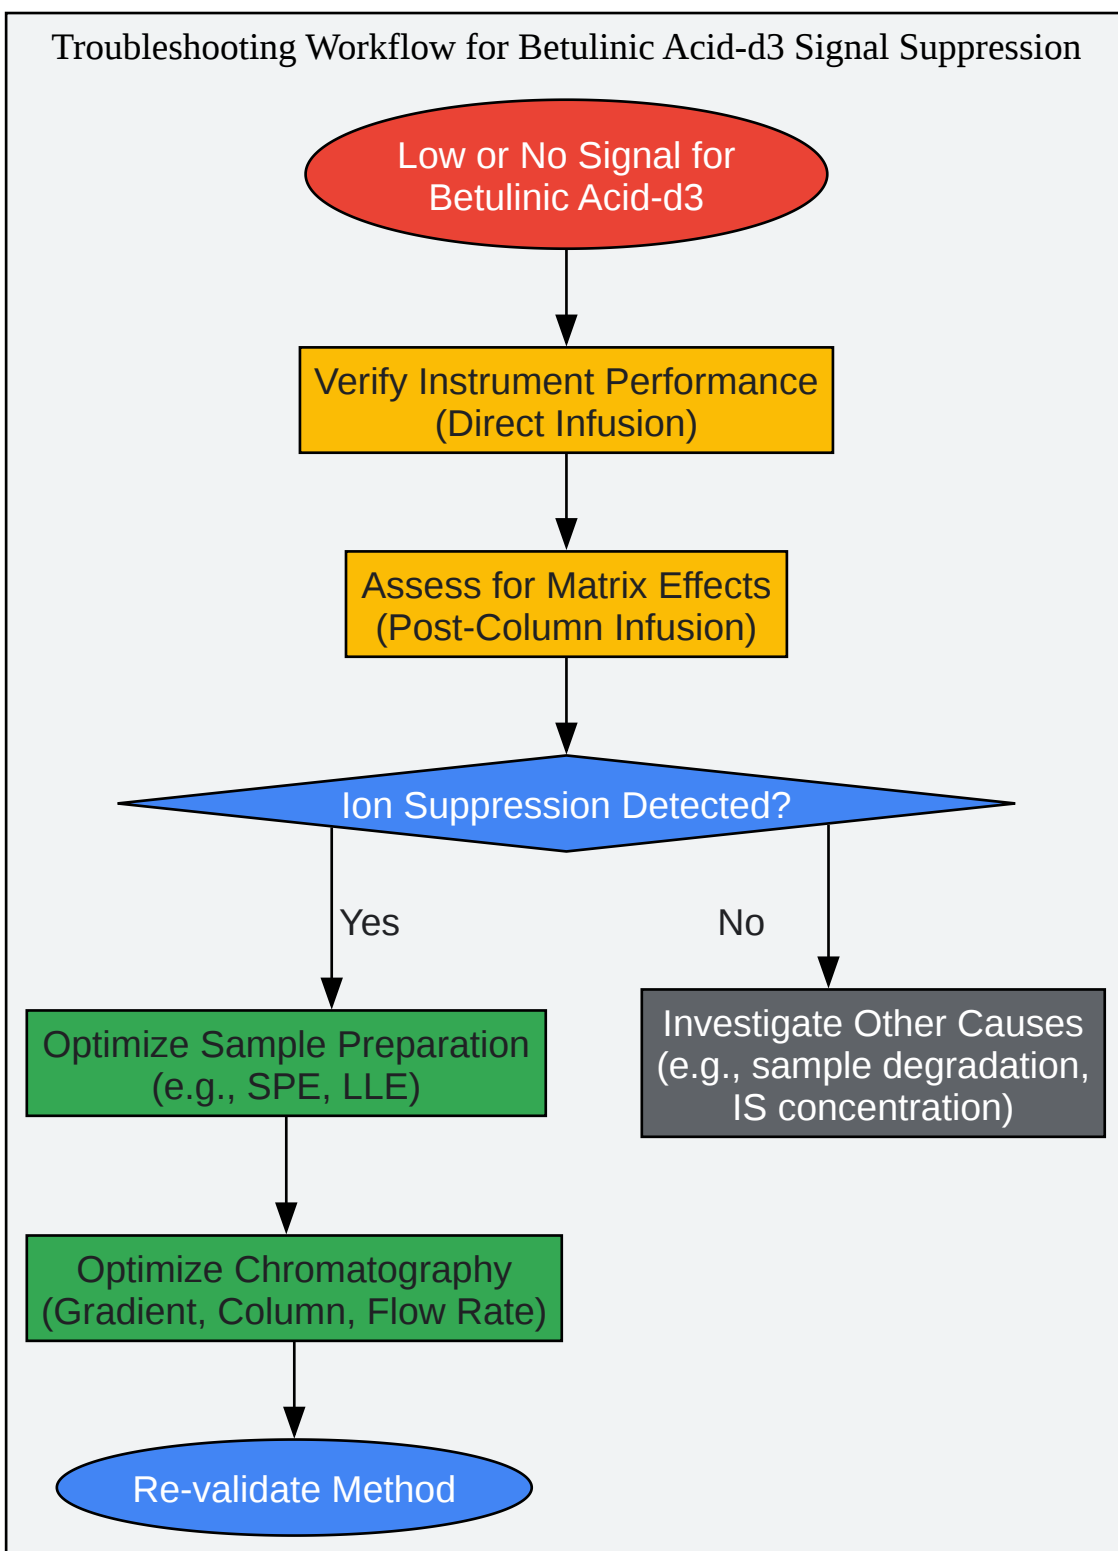 Troubleshooting Workflow for Betulinic Acid-d3 Signal Suppression
Low or No Signal for
Betulinic Acid-d3
Verify Instrument Performance
(Direct Infusion)
Assess for Matrix Effects
(Post-Column Infusion)
Ion Suppression Detected?
Yes
No
Optimize Sample Preparation
(e.g., SPE, LLE)
Investigate Other Causes
(e.g., sample degradation,
IS concentration)
Optimize Chromatography
(Gradient, Column, Flow Rate)
Re-validate Method